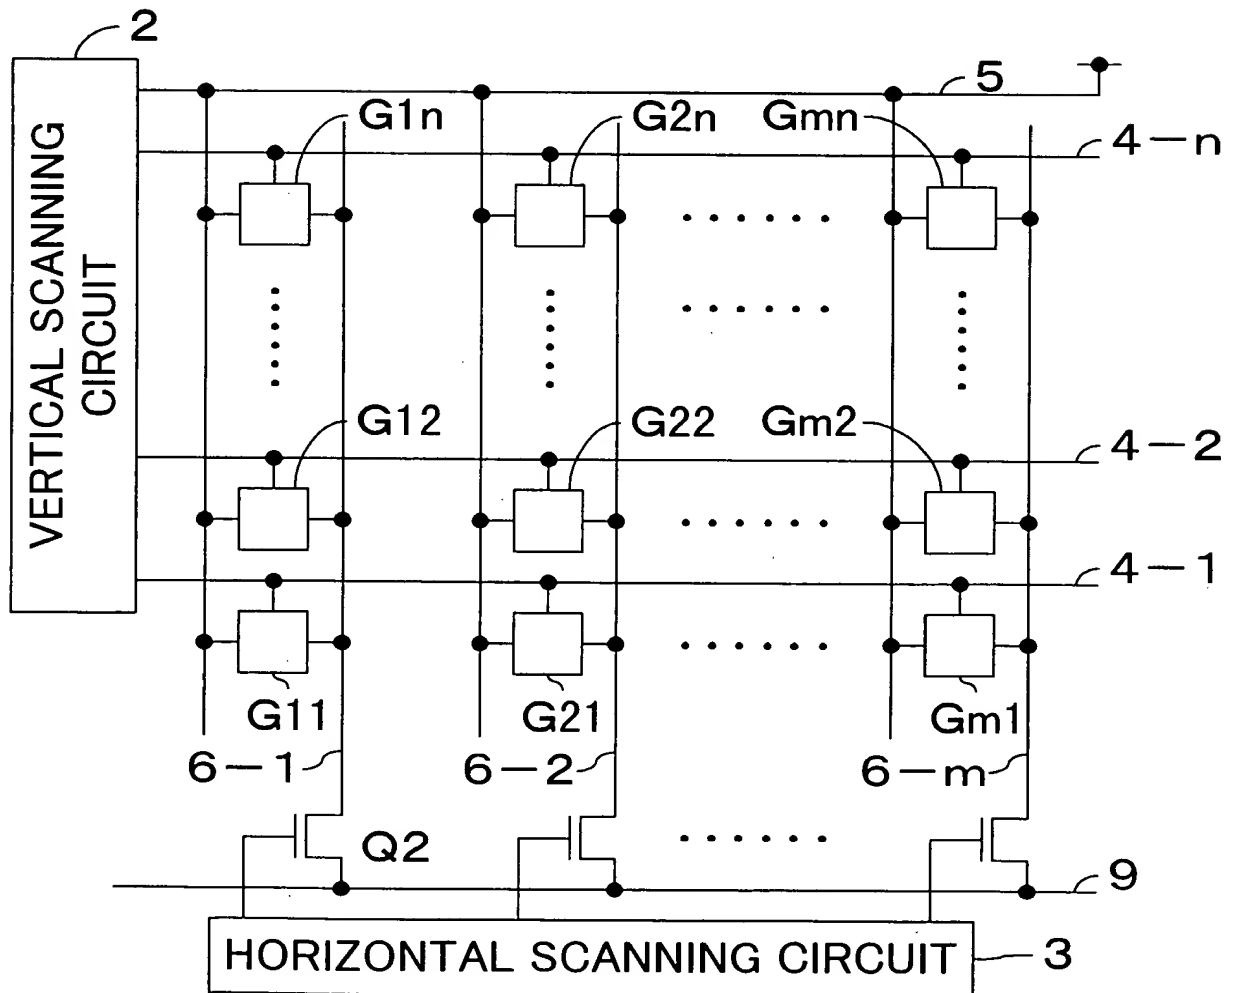 2
5
G1n
G2n
Gmn
4-n
VERTICAL SCANNING
CIRCUIT
G12
G22
Gm2
4-2
4-1
G11
G21
Gm1
6-1
6-2
6-m
Q2
9
HORIZONTAL SCANNING CIRCUIT
3